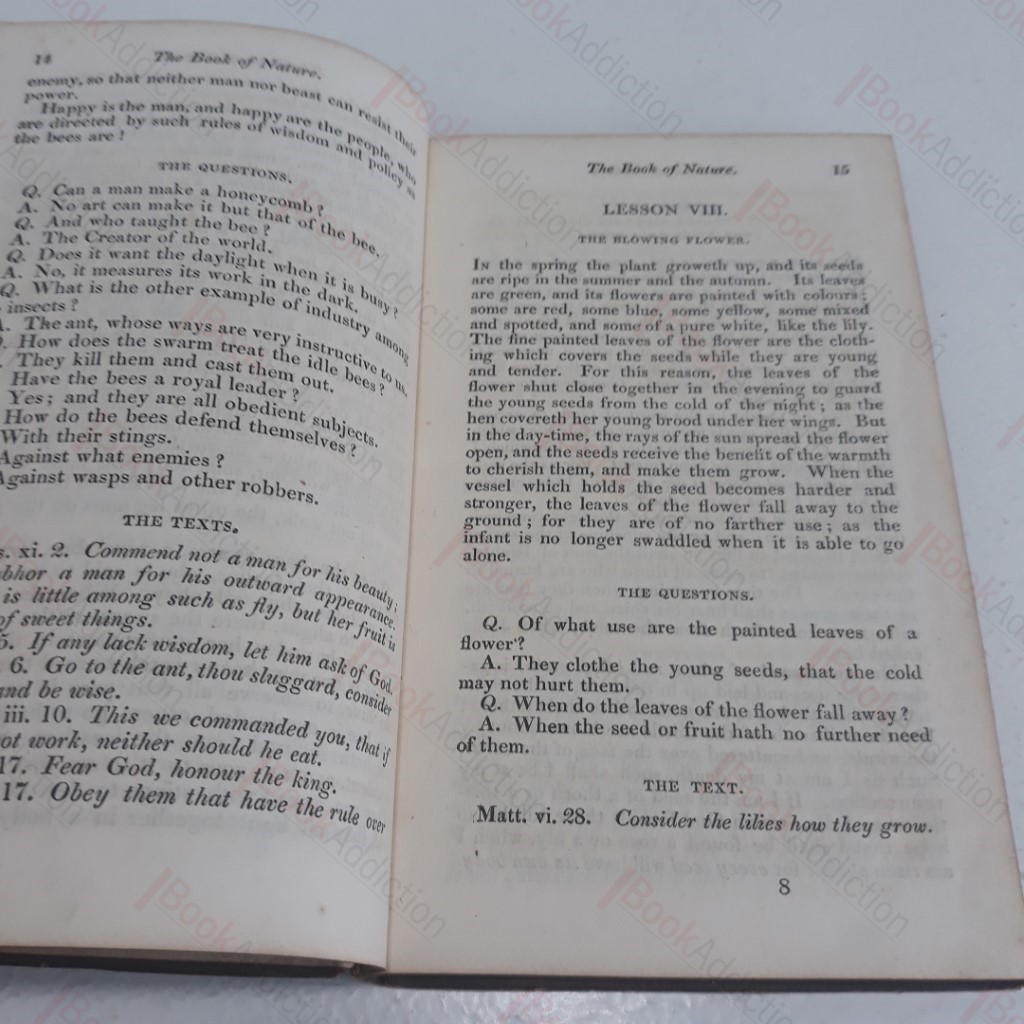 14 The Book of Nature.
enemy, so that neither man nor beast can resist their
power.
Happy is the man, and happy are the people, who
are directed by such rules of wisdom and policy as
the bees are!
THE QUESTIONS.
Q. Can a man make a honeycomb?
A. No art can make it but that of the bee.
Q. And who taught the bee?
A. The Creator of the world.
Q. Does it want the daylight when it is busy?
A. No, it measures its work in the dark.
Q. What is the other example of industry among
insects?
. The ant, whose ways are very instructive to us.
. How does the swarm treat the idle bees?
. They kill them and cast them out.
Have the bees a royal leader?
Yes; and they are all obedient subjects.
How do the bees defend themselves?
With their stings.
Against what enemies?
Against wasps and other robbers.
THE TEXTS.
s. xi. 2. Commend not a man for his beauty;
bhor a man for his outward appearance.
is little among such as fly, but her fruit is
of sweet things.
5. If any lack wisdom, let him ask of God.
6. Go to the ant, thou sluggard, consider
and be wise.
iii. 10. This we commanded you, that if
ot work, neither should he eat.
17. Fear God, honour the king.
17. Obey them that have the rule over
The Book of Nature. 15
LESSON VIII.
THE BLOWING FLOWER.
In the spring the plant groweth up, and its seeds
are ripe in the summer and the autumn. Its leaves
are green, and its flowers are painted with colours;
some are red, some blue, some yellow, some mixed
and spotted, and some of a pure white, like the lily.
The fine painted leaves of the flower are the cloth-
ing which covers the seeds while they are young
and tender. For this reason, the leaves of the
flower shut close together in the evening to guard
the young seeds from the cold of the night; as the
hen covereth her young brood under her wings. But
in the day-time, the rays of the sun spread the flower
open, and the seeds receive the benefit of the warmth
to cherish them, and make them grow. When the
vessel which holds the seed becomes harder and
stronger, the leaves of the flower fall away to the
ground; for they are of no farther use; as the
infant is no longer swaddled when it is able to go
alone.
THE QUESTIONS.
Q. Of what use are the painted leaves of a
flower?
A. They clothe the young seeds, that the cold
may not hurt them.
Q. When do the leaves of the flower fall away?
A. When the seed or fruit hath no further need
of them.
THE TEXT.
Matt. vi. 28. Consider the lilies how they grow.
8
BookAddiction